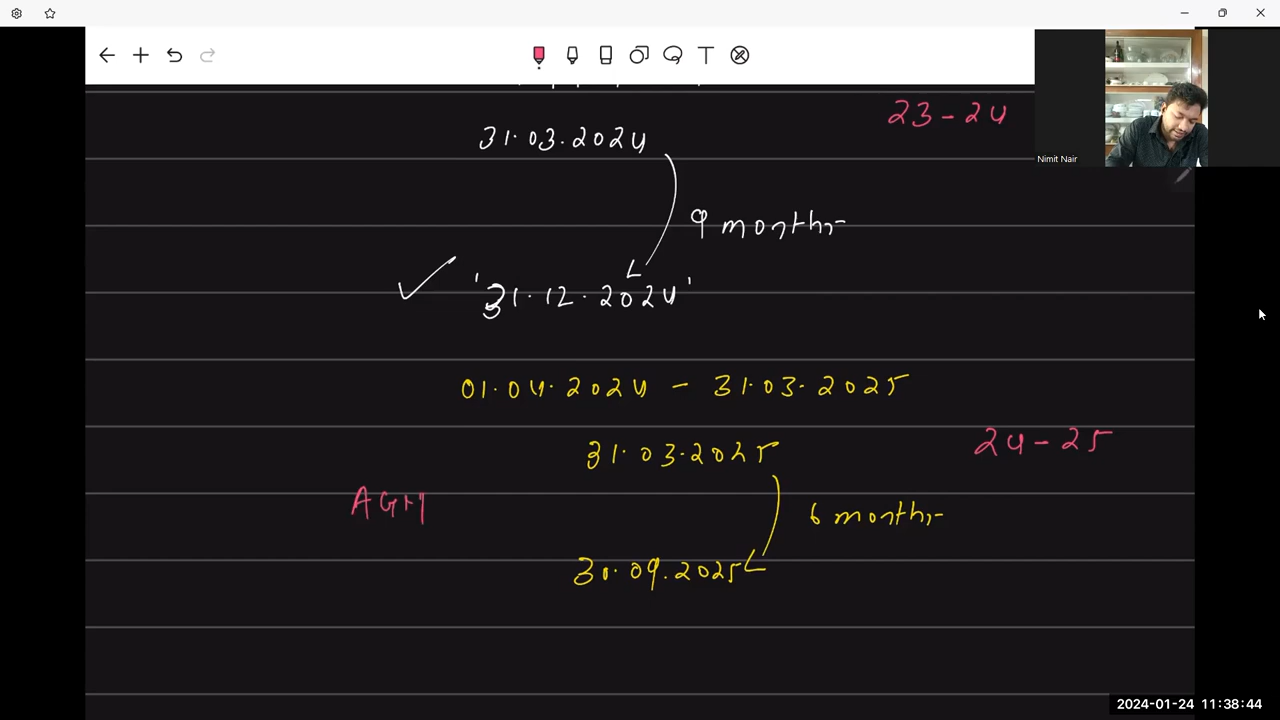 23-24
Nimit Nair
31.03.2024
9 months
'31.12.2024'
01.04.2024 - 31.03.2025
24-25
31.03.2025
AGM
6 months
30.09.2025
2024-01-24 11:38:44